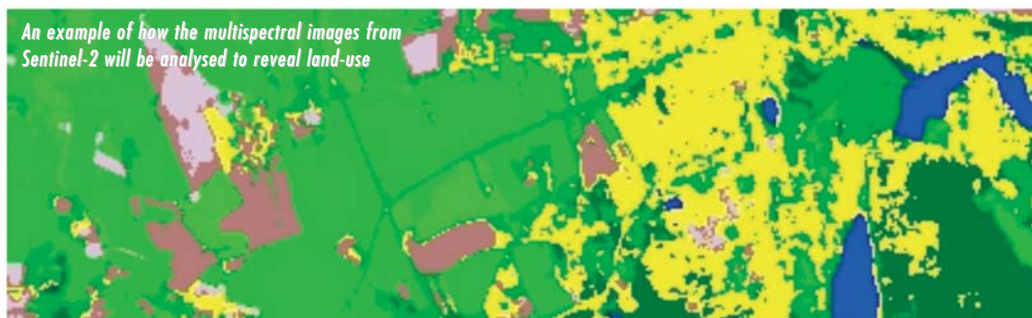 An example of how the multispectral images from
Sentinel-2 will be analysed to reveal land-use